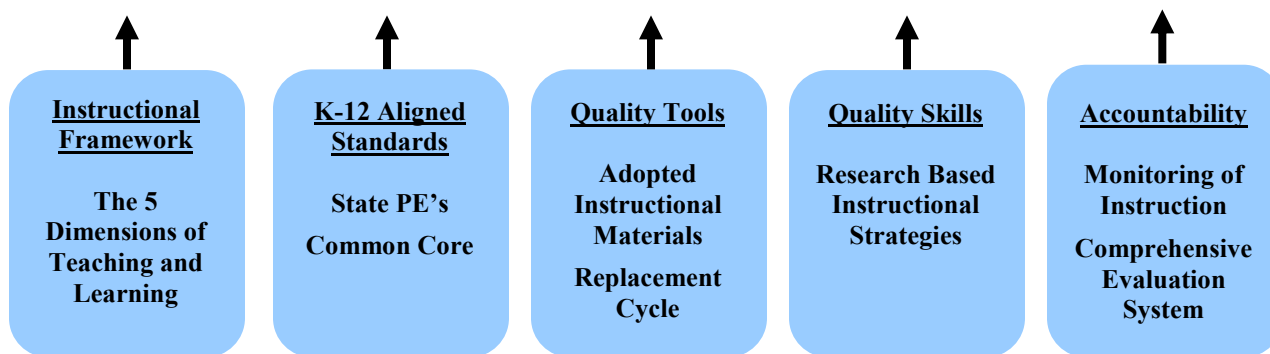 Instructional
Framework
The 5
Dimensions of
Teaching and
Learning
K-12 Aligned
Standards
State PE's
Common Core
Quality Tools
Adopted
Instructional
Materials
Replacement
Cycle
Quality Skills
Research Based
Instructional
Strategies
Accountability
Monitoring of
Instruction
Comprehensive
Evaluation
System